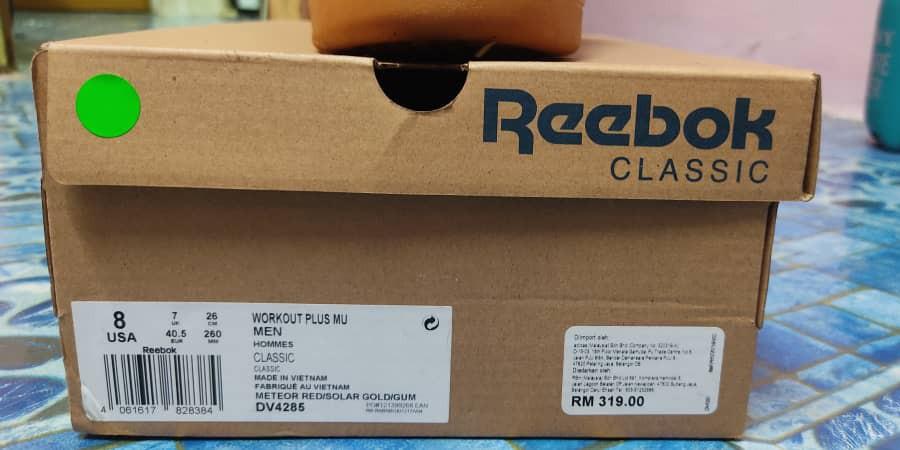 Reebok
CLASSIC
8
USA
7
UK
26
CM
40.5
EUR
260
MM
Reebok
4 061617 828384
WORKOUT PLUS MU
MEN
HOMMES
CLASSIC
CLASSIC
MADE IN VIETNAM
FABRIQUÉ AU VIETNAM
METEOR RED/SOLAR GOLD/GUM
DV4285
EAN
Diimport oleh:
Diedarkan oleh:
RM 319.00